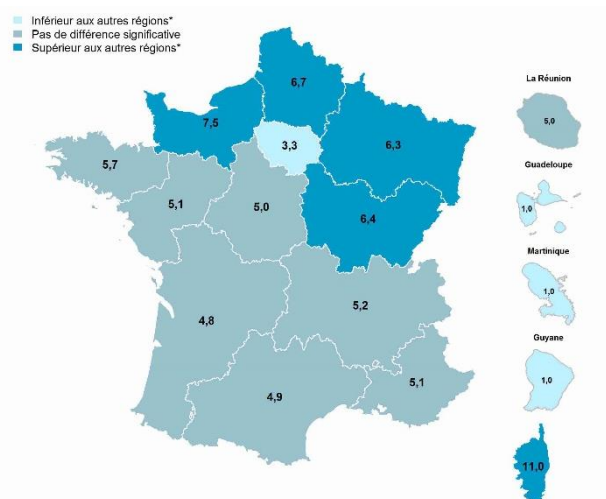 Inférieur aux autres régions*
Pas de différence significative
Supérieur aux autres régions*
6,7
La Réunion
7,5
5,0
3,3
6,3
5,7
Guadeloupe
5,1
5,0
1,0
6,4
Martinique
1,0
4,8
5,2
Guyane
5,1
1,0
4,9
11,0